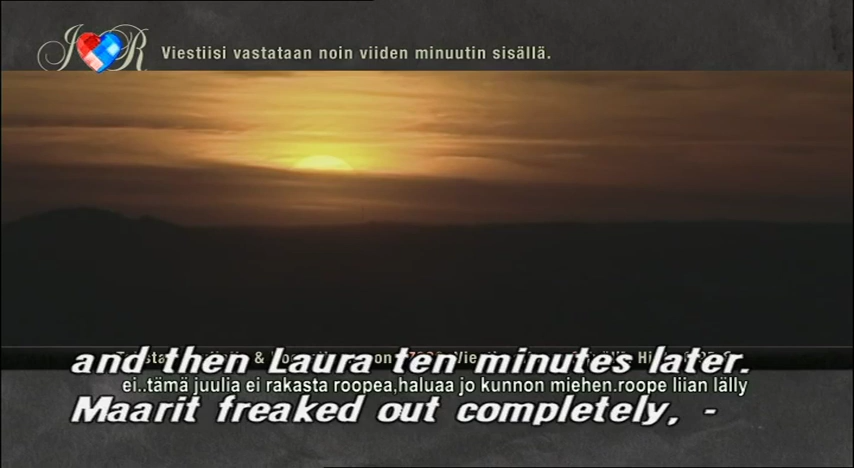 J R
Viestiisi vastataan noin viiden minuutin sisällä.
and then Laura ten minutes later.
ei..tämä juulia ei rakasta roopea,haluaa jo kunnon miehen.roope liian lälly
Maarit freaked out completely, -